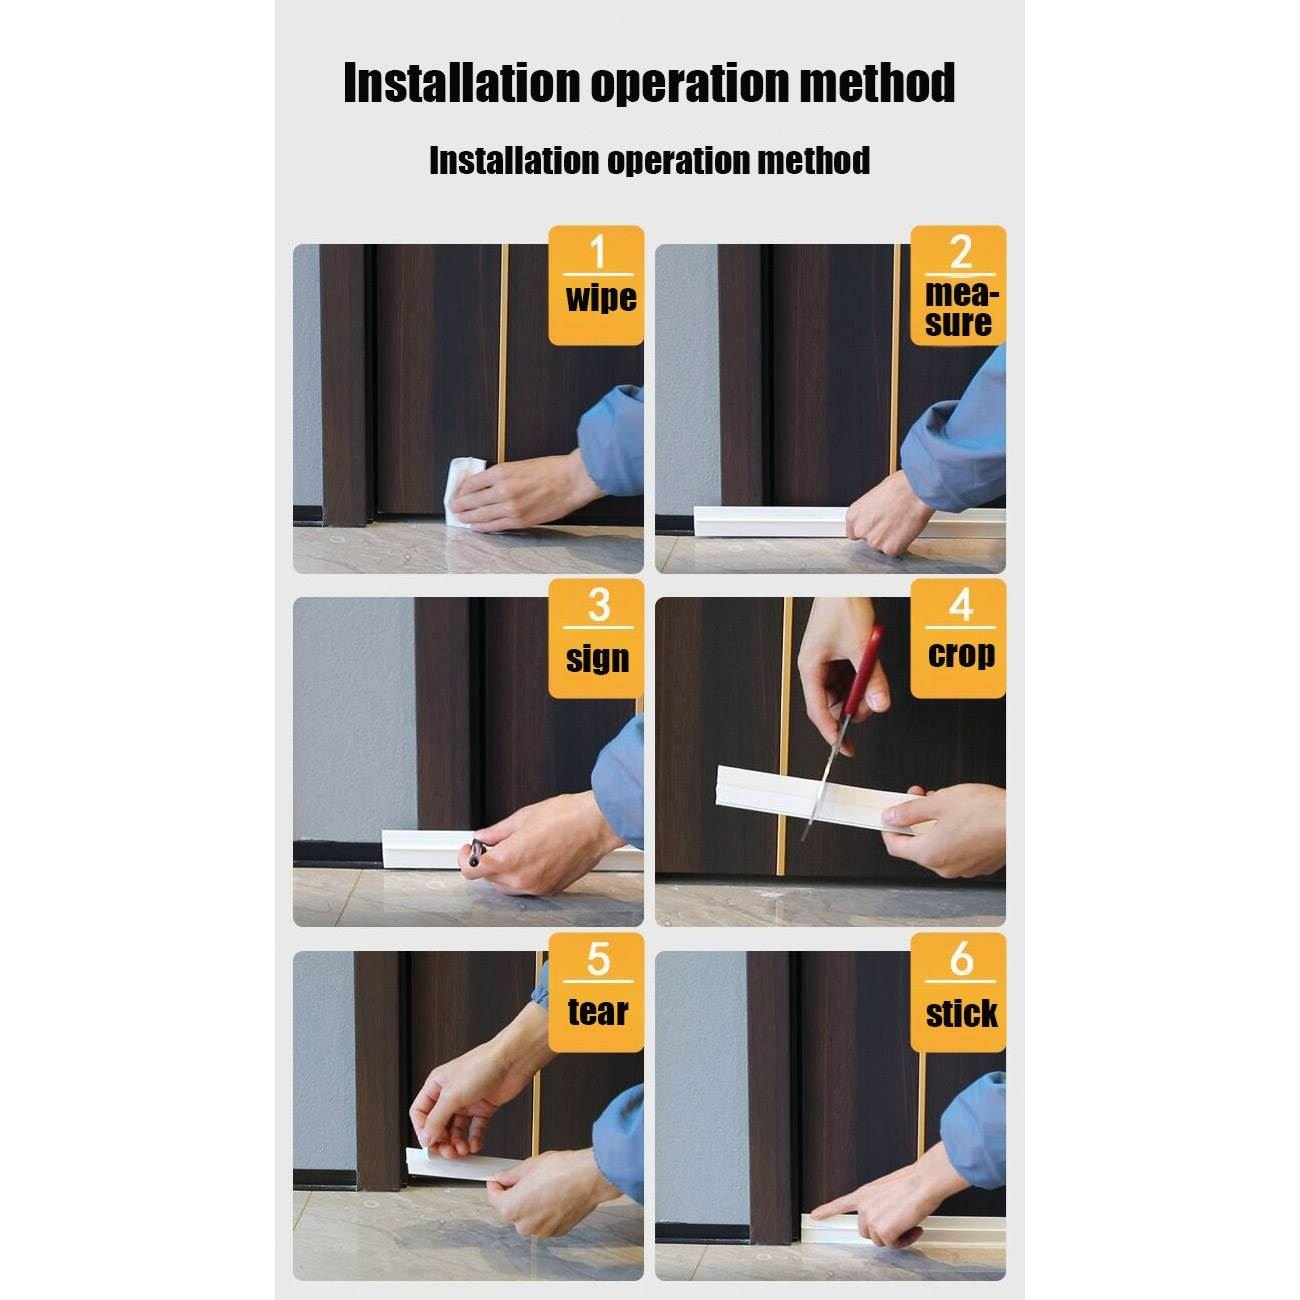 Installation operation method
Installation operation method
1
wipe
2
mea-
sure
3
sign
4
crop
5
tear
6
stick